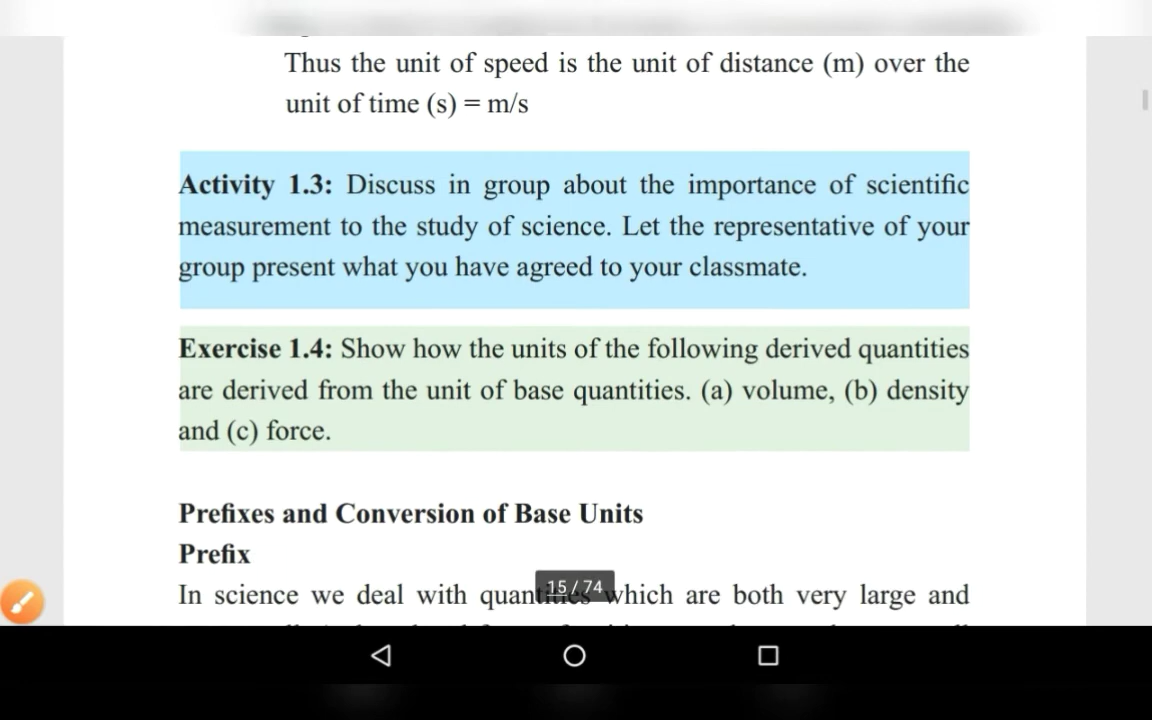 Thus the unit of speed is the unit of distance (m) over the
unit of time (s) = m/s
Activity 1.3: Discuss in group about the importance of scientific
measurement to the study of science. Let the representative of your
group present what you have agreed to your classmate.
Exercise 1.4: Show how the units of the following derived quantities
are derived from the unit of base quantities. (a) volume, (b) density
and (c) force.
Prefixes and Conversion of Base Units
Prefix
15 / 74
In science we deal with quantities which are both very large and